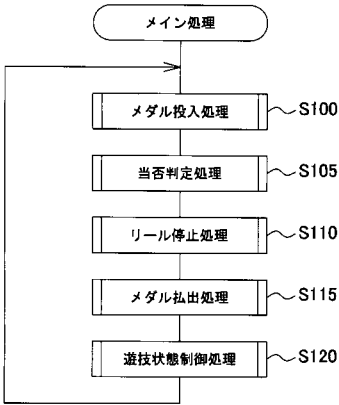 メイン処理
メダル投入処理 S100
当否判定処理 S105
リール停止処理 S110
メダル払出処理 S115
遊技状態制御処理 S120